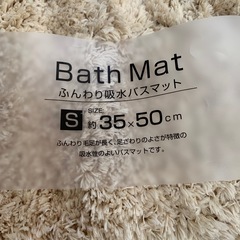 Bath Mat
ふんわり吸水バスマット
S SIZE: 約35×50cm
ふんわり毛足が長く、足ざわりのよさが特徴の
吸水性のよいバスマットです。